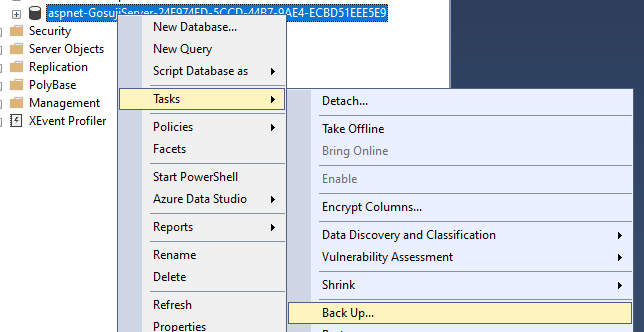 aspnet-GosujiServer-24F974ED-5CCD-44B7-9AE4-ECBD51EEE5E9
Security
Server Objects
Replication
PolyBase
Management
XEvent Profiler
New Database...
New Query
Script Database as
Tasks
Policies
Facets
Start PowerShell
Azure Data Studio
Reports
Rename
Delete
Refresh
Properties
Detach...
Take Offline
Bring Online
Enable
Encrypt Columns...
Data Discovery and Classification
Vulnerability Assessment
Shrink
Back Up...